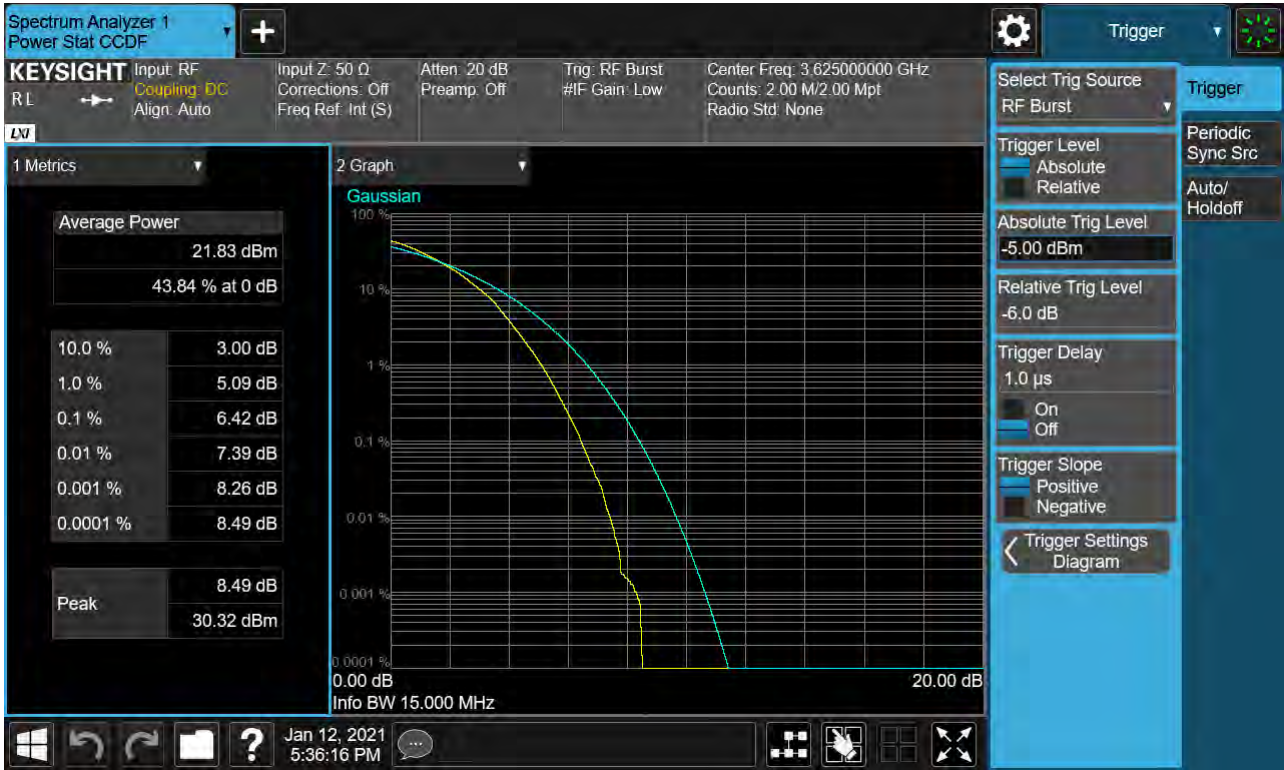 Spectrum Analyzer 1
Power Stat CCDF
+
Trigger
KEYSIGHT
RL
LXI
Input: RF
Coupling: DC
Align: Auto
Input Z: 50 Ω
Corrections: Off
Freq Ref: Int (S)
Atten: 20 dB
Preamp: Off
Trig: RF Burst
#IF Gain: Low
Center Freq: 3.625000000 GHz
Counts: 2.00 M/2.00 Mpt
Radio Std: None
1 Metrics
Average Power
21.83 dBm
43.84 % at 0 dB
10.0 % 3.00 dB
1.0 % 5.09 dB
0.1 % 6.42 dB
0.01 % 7.39 dB
0.001 % 8.26 dB
0.0001 % 8.49 dB
Peak
8.49 dB
30.32 dBm
2 Graph
Gaussian
100 %
10 %
1 %
0.1 %
0.01 %
0.001 %
0.0001 %
0.00 dB
20.00 dB
Info BW 15.000 MHz
Select Trig Source
RF Burst
Trigger Level
Absolute
Relative
Absolute Trig Level
-5.00 dBm
Relative Trig Level
-6.0 dB
Trigger Delay
1.0 µs
On
Off
Trigger Slope
Positive
Negative
Trigger Settings
Diagram
Trigger
Periodic
Sync Src
Auto/
Holdoff
?
Jan 12, 2021
5:36:16 PM